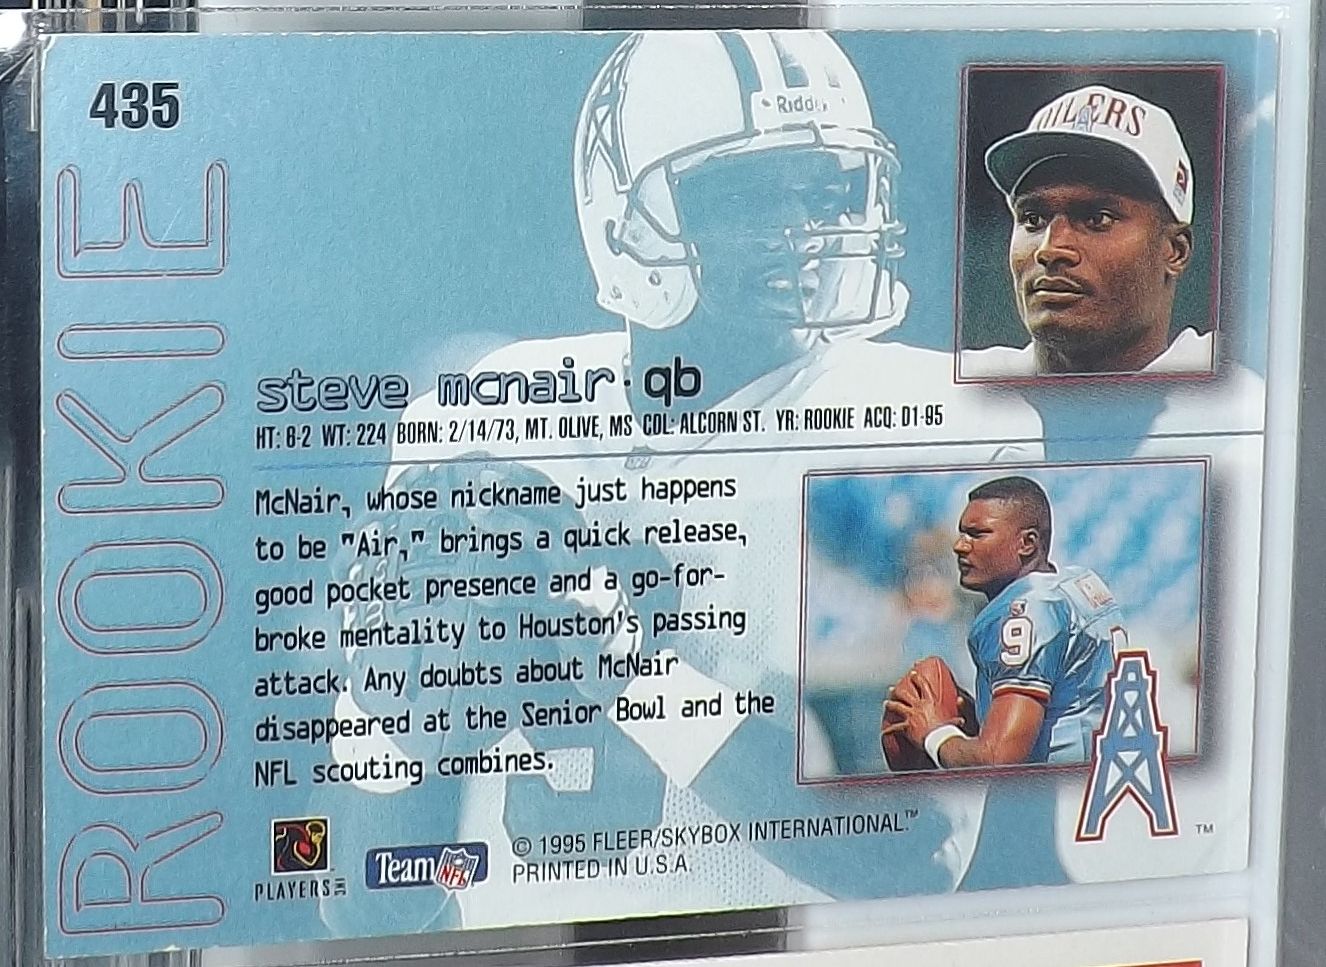 435
ROOKIE
OILERS
steve mcnair · qb
HT: 6-2 WT: 224 BORN: 2/14/73, MT. OLIVE, MS COL: ALCORN ST. YR: ROOKIE ACQ: D1-95
McNair, whose nickname just happens
to be "Air," brings a quick release,
good pocket presence and a go-for-
broke mentality to Houston's passing
attack. Any doubts about McNair
disappeared at the Senior Bowl and the
NFL scouting combines.
9
PLAYERS INC
Team NFL
© 1995 FLEER/SKYBOX INTERNATIONAL.™
PRINTED IN U.S.A.
TM